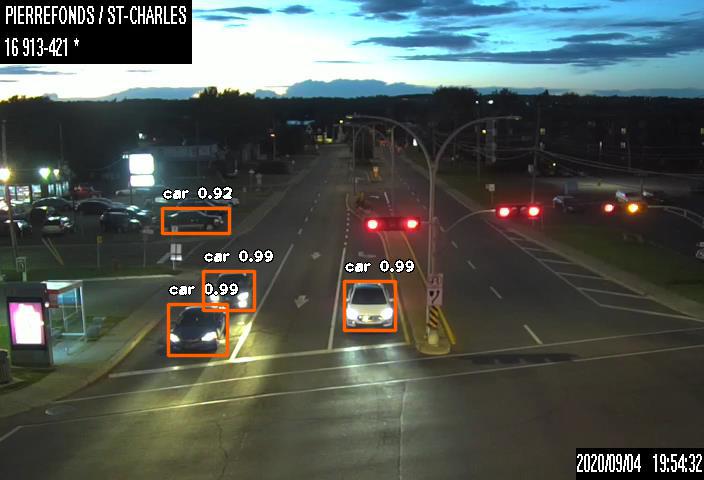 PIERREFONDS / ST-CHARLES
16 913-421 *
car 0.92
car 0.99
car 0.99
car 0.99
2020/09/04 19:54:32